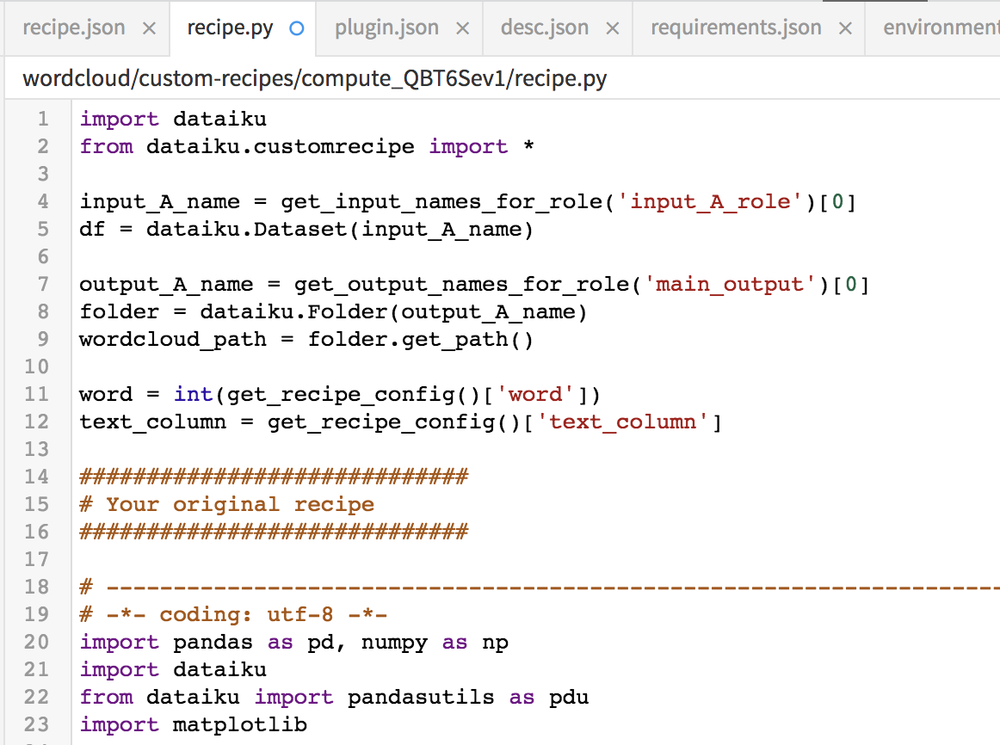 recipe.json × recipe.py plugin.json × desc.json × requirements.json × environment
wordcloud/custom-recipes/compute_QBT6Sev1/recipe.py
1 import dataiku
2 from dataiku.customrecipe import *
3
4 input_A_name = get_input_names_for_role('input_A_role')[0]
5 df = dataiku.Dataset(input_A_name)
6
7 output_A_name = get_output_names_for_role('main_output')[0]
8 folder = dataiku.Folder(output_A_name)
9 wordcloud_path = folder.get_path()
10
11 word = int(get_recipe_config()['word'])
12 text_column = get_recipe_config()['text_column']
13
14 #############################
15 # Your original recipe
16 #############################
17
18 # -------------------------------------------------------------------
19 # -*- coding: utf-8 -*-
20 import pandas as pd, numpy as np
21 import dataiku
22 from dataiku import pandasutils as pdu
23 import matplotlib